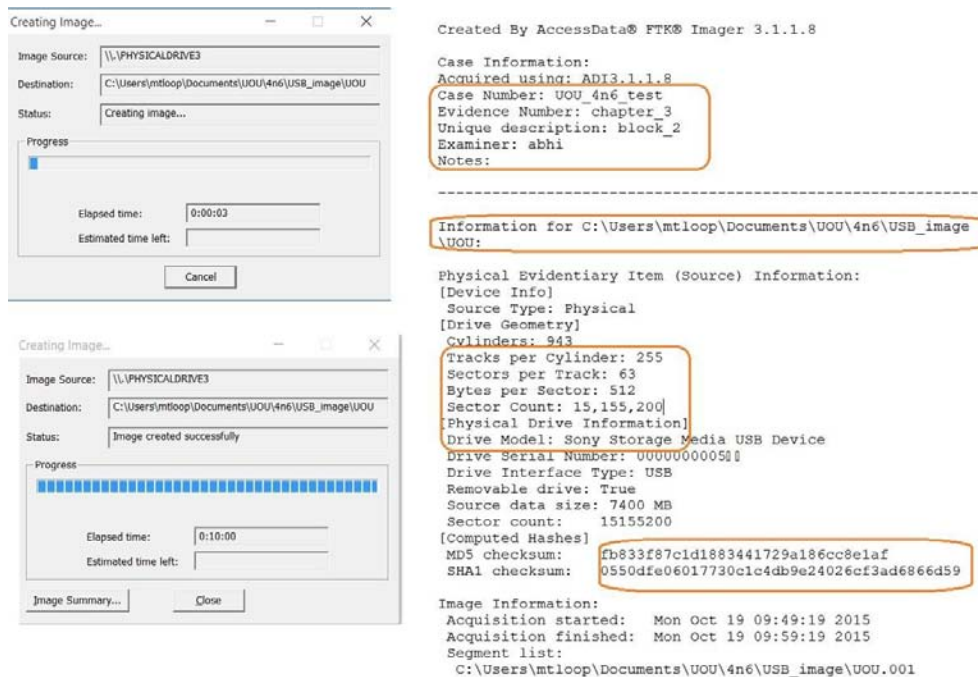 Creating Image...
Image Source: \\.\PHYSICALDRIVE3
Destination: C:\Users\mtloop\Documents\UOU\4n6\USB_image\UOU
Status: Creating image...
Progress
Elapsed time: 0:00:03
Estimated time left:
Cancel
Creating Image...
Image Source: \\.\PHYSICALDRIVE3
Destination: C:\Users\mtloop\Documents\UOU\4n6\USB_image\UOU
Status: Image created successfully
Progress
Elapsed time: 0:10:00
Estimated time left:
Image Summary... Close
Created By AccessData® FTK® Imager 3.1.1.8
Case Information:
Acquired using: ADI3.1.1.8
Case Number: UOU_4n6_test
Evidence Number: chapter_3
Unique description: block_2
Examiner: abhi
Notes:
--------------------------------------------------------------
Information for C:\Users\mtloop\Documents\UOU\4n6\USB_image
\UOU:
Physical Evidentiary Item (Source) Information:
[Device Info]
Source Type: Physical
[Drive Geometry]
Cylinders: 943
Tracks per Cylinder: 255
Sectors per Track: 63
Bytes per Sector: 512
Sector Count: 15,155,200
[Physical Drive Information]
Drive Model: Sony Storage Media USB Device
Drive Serial Number: 0000000005
Drive Interface Type: USB
Removable drive: True
Source data size: 7400 MB
Sector count: 15155200
[Computed Hashes]
MD5 checksum: fb833f87c1d1883441729a186cc8e1af
SHA1 checksum: 0550dfe06017730c1c4db9e24026cf3ad6866d59
Image Information:
Acquisition started: Mon Oct 19 09:49:19 2015
Acquisition finished: Mon Oct 19 09:59:19 2015
Segment list:
C:\Users\mtloop\Documents\UOU\4n6\USB_image\UOU.001